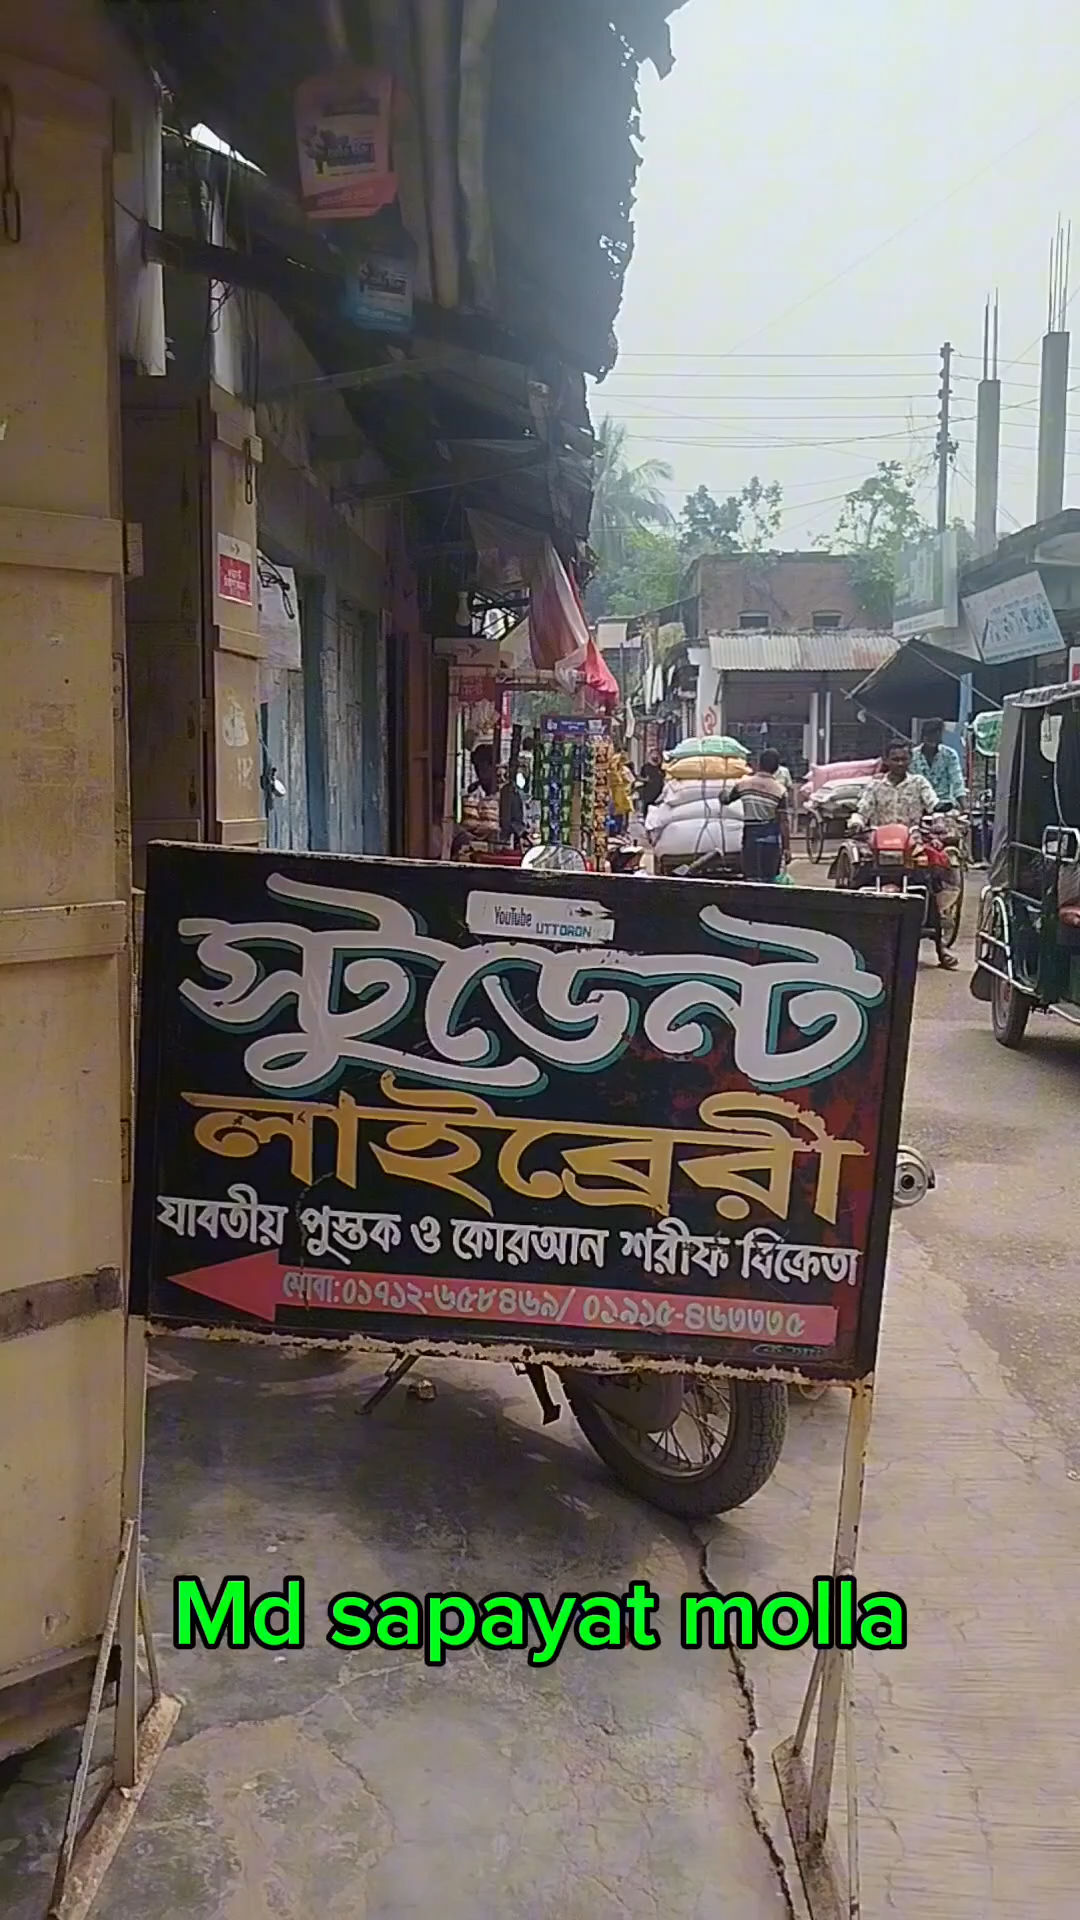 YouTube UTTORON
স্টুডেন্ট
লাইব্রেরী
যাবতীয় পুস্তক ও কোরআন শরীফ বিক্রেতা
মোবা:০১৭১২-৬৫৮৪৬৯/ ০১৯১৫-৪৬৩৩৩৫
Md sapayat molla